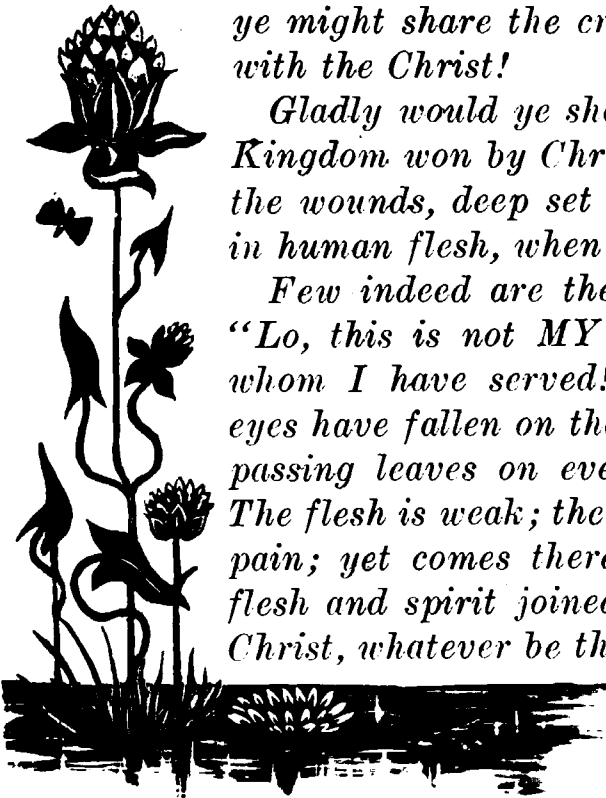 ye might share the cr
with the Christ!
Gladly would ye sh
Kingdom won by Chr
the wounds, deep set
in human flesh, when
Few indeed are the
"Lo, this is not MY
whom I have served!
eyes have fallen on th
passing leaves on eve
The flesh is weak; the
pain; yet comes there
flesh and spirit joined
Christ, whatever be th